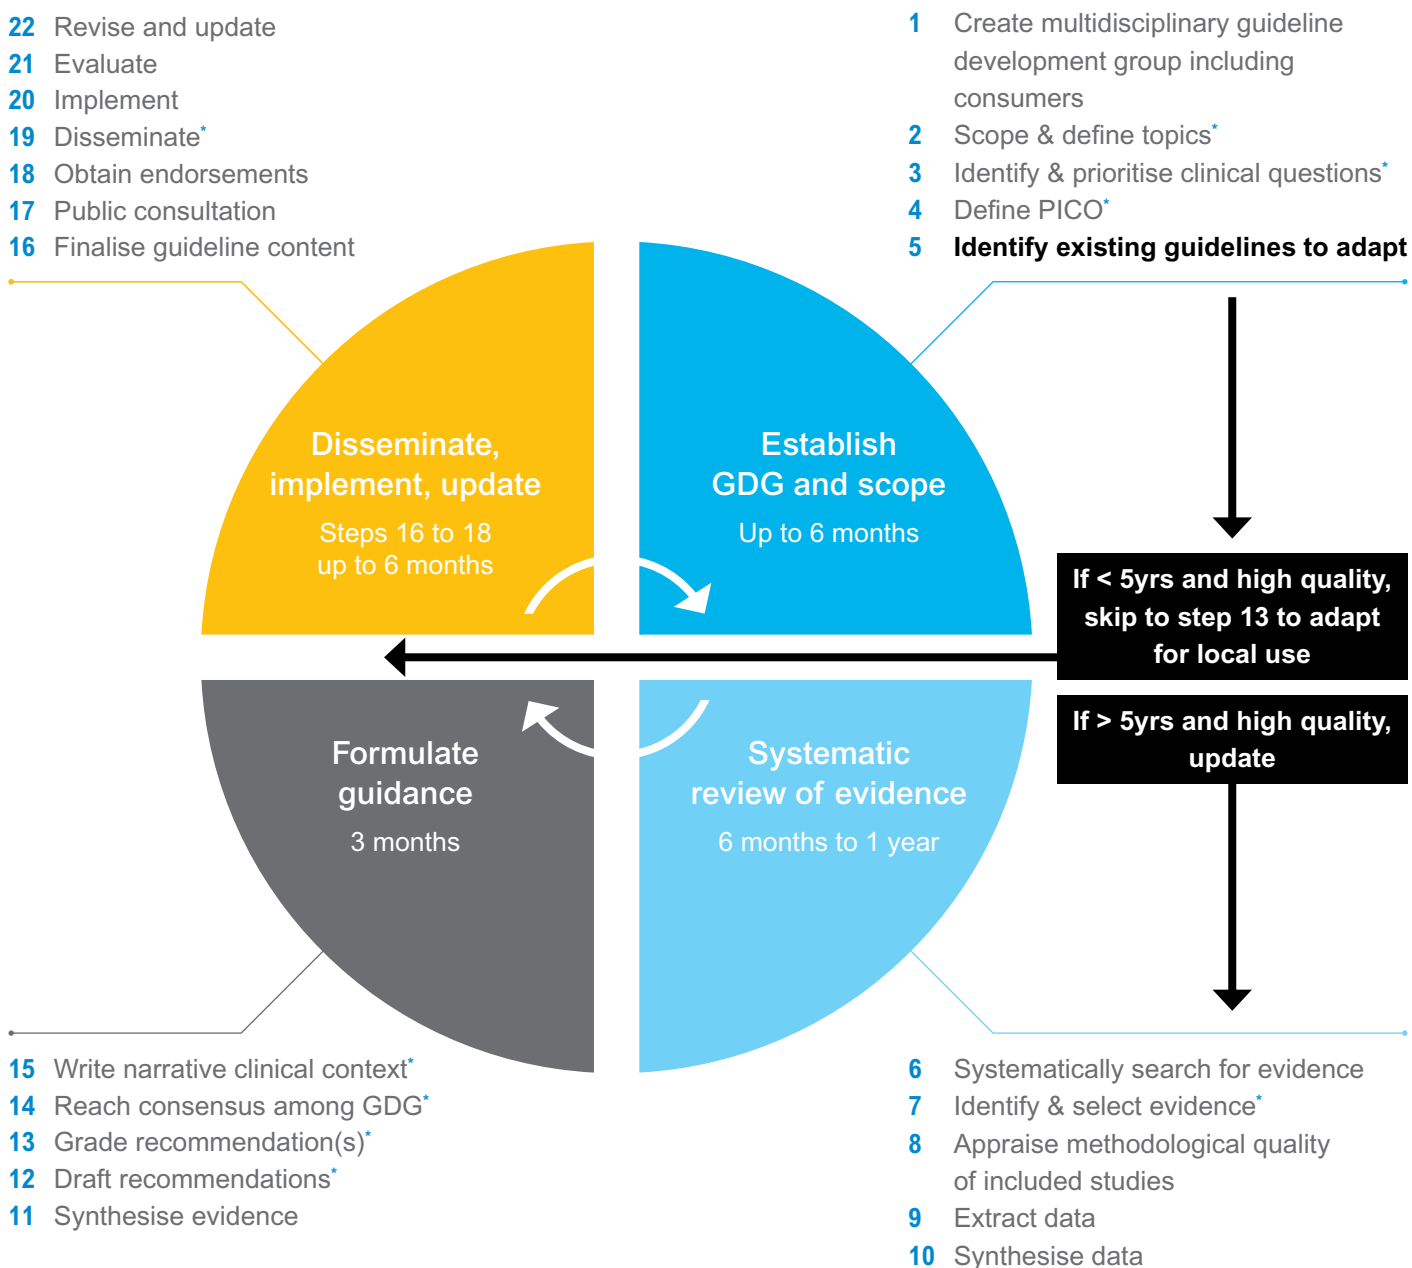 22 Revise and update
21 Evaluate
20 Implement
19 Disseminate*
18 Obtain endorsements
17 Public consultation
16 Finalise guideline content
1 Create multidisciplinary guideline
development group including
consumers
2 Scope & define topics*
3 Identify & prioritise clinical questions*
4 Define PICO*
5 Identify existing guidelines to adapt
Disseminate,
implement, update
Steps 16 to 18
up to 6 months
Establish
GDG and scope
Up to 6 months
If < 5yrs and high quality,
skip to step 13 to adapt
for local use
If > 5yrs and high quality,
update
Formulate
guidance
3 months
Systematic
review of evidence
6 months to 1 year
15 Write narrative clinical context*
14 Reach consensus among GDG*
13 Grade recommendation(s)*
12 Draft recommendations*
11 Synthesise evidence
6 Systematically search for evidence
7 Identify & select evidence*
8 Appraise methodological quality
of included studies
9 Extract data
10 Synthesise data